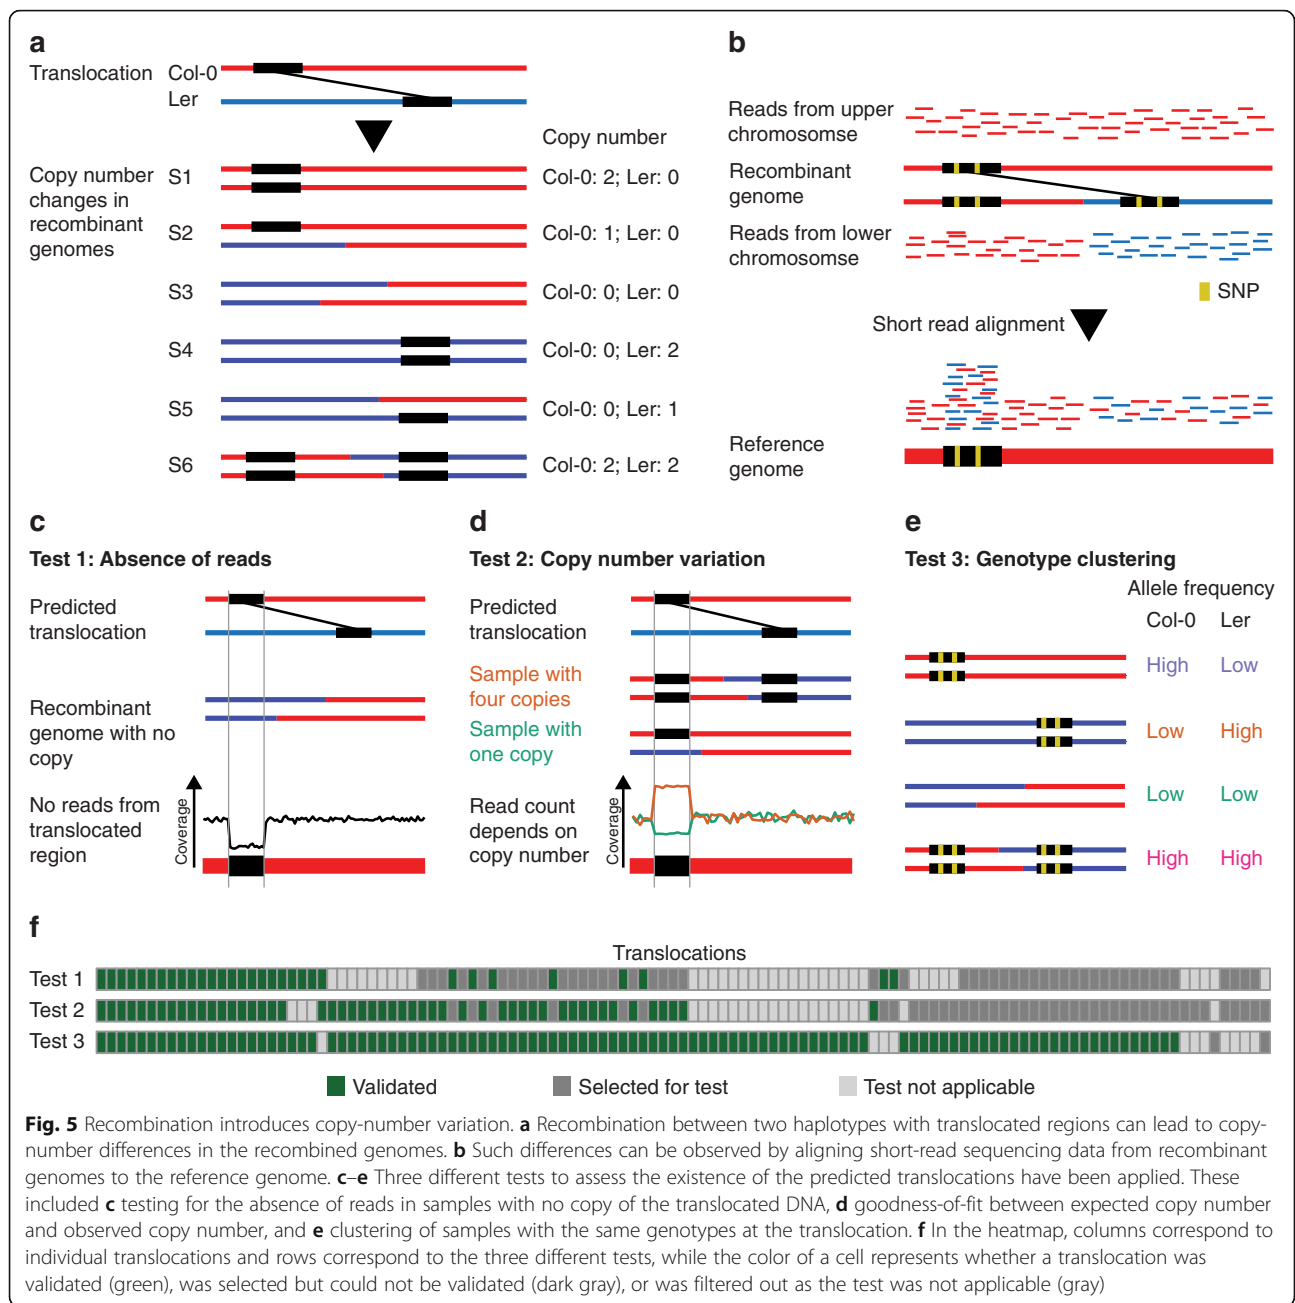 a
Translocation
Col-0
Ler
Copy number
Copy number
changes in
recombinant
genomes
S1
Col-0: 2; Ler: 0
S2
Col-0: 1; Ler: 0
S3
Col-0: 0; Ler: 0
S4
Col-0: 0; Ler: 2
S5
Col-0: 0; Ler: 1
S6
Col-0: 2; Ler: 2
b
Reads from upper
chromosomse
Recombinant
genome
Reads from lower
chromosomse
SNP
Short read alignment
Reference
genome
c
Test 1: Absence of reads
Predicted
translocation
Recombinant
genome with no
copy
No reads from
translocated
region
Coverage
d
Test 2: Copy number variation
Predicted
translocation
Sample with
four copies
Sample with
one copy
Read count
depends on
copy number
Coverage
e
Test 3: Genotype clustering
Allele frequency
Col-0 Ler
High Low
Low High
Low Low
High High
f
Translocations
Test 1
Test 2
Test 3
Validated
Selected for test
Test not applicable
Fig. 5 Recombination introduces copy-number variation. a Recombination between two haplotypes with translocated regions can lead to copy-
number differences in the recombined genomes. b Such differences can be observed by aligning short-read sequencing data from recombinant
genomes to the reference genome. c–e Three different tests to assess the existence of the predicted translocations have been applied. These
included c testing for the absence of reads in samples with no copy of the translocated DNA, d goodness-of-fit between expected copy number
and observed copy number, and e clustering of samples with the same genotypes at the translocation. f In the heatmap, columns correspond to
individual translocations and rows correspond to the three different tests, while the color of a cell represents whether a translocation was
validated (green), was selected but could not be validated (dark gray), or was filtered out as the test was not applicable (gray)